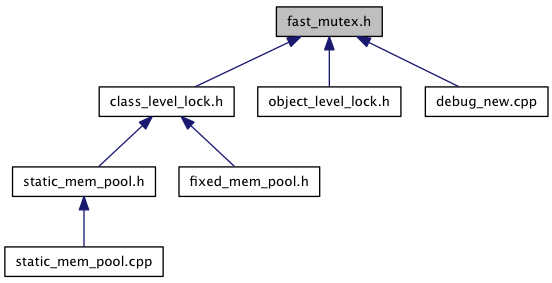 fast_mutex.h
class_level_lock.h
object_level_lock.h
debug_new.cpp
static_mem_pool.h
fixed_mem_pool.h
static_mem_pool.cpp